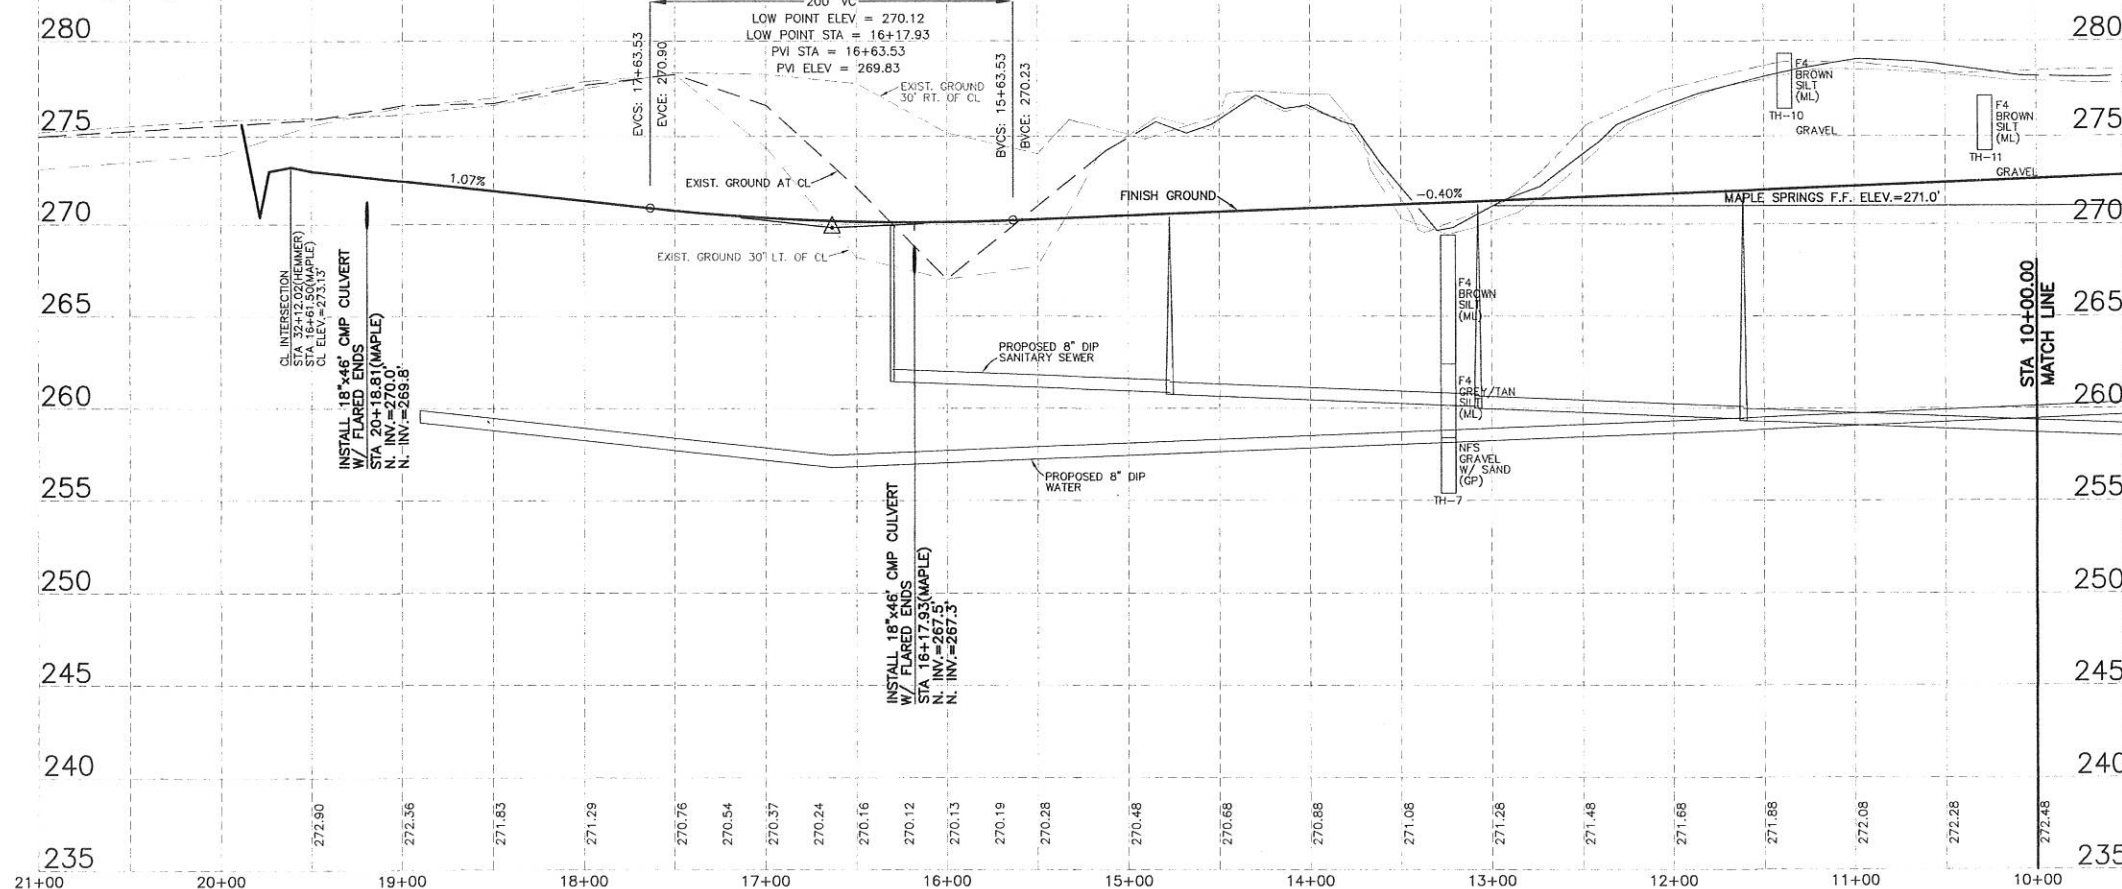 200' VC
LOW POINT ELEV = 270.12
LOW POINT STA = 16+17.93
PVI STA = 16+63.53
PVI ELEV = 269.83
EVCS: 17+63.53
EVCE: 270.90
BVCS: 15+63.53
BVCE: 270.23
280
275
270
265
260
255
250
245
240
235
280
275
270
265
260
255
250
245
240
235
EXIST. GROUND
30' RT. OF CL
EXIST. GROUND AT CL
EXIST. GROUND 30' LT. OF CL
1.07%
FINISH GROUND
-0.40%
MAPLE SPRINGS F.F. ELEV.=271.0'
F4
BROWN
SILT
(ML)
TH-10
GRAVEL
F4
BROWN
SILT
(ML)
TH-11
GRAVEL
CL INTERSECTION
STA 32+12.02(HEMMER)
STA 16+61.50(MAPLE)
CL ELEV.=273.13'
INSTALL 18"x46' CMP CULVERT
W/ FLARED ENDS
STA 20+18.81(MAPLE)
N. INV.=270.0'
N. INV.=269.8'
PROPOSED 8" DIP
SANITARY SEWER
PROPOSED 8" DIP
WATER
INSTALL 18"x46' CMP CULVERT
W/ FLARED ENDS
STA 16+17.93(MAPLE)
N. INV.=267.5'
N. INV.=267.3'
F4
BROWN
SILT
(ML)
F4
GREY/TAN
SILT
(ML)
NFS
GRAVEL
W/ SAND
(GP)
TH-7
STA 10+00.00
MATCH LINE
272.90
272.36
271.83
271.29
270.76
270.54
270.37
270.24
270.16
270.12
270.13
270.19
270.28
270.48
270.68
270.88
271.08
271.28
271.48
271.68
271.88
272.08
272.28
272.48
21+00
20+00
19+00
18+00
17+00
16+00
15+00
14+00
13+00
12+00
11+00
10+00